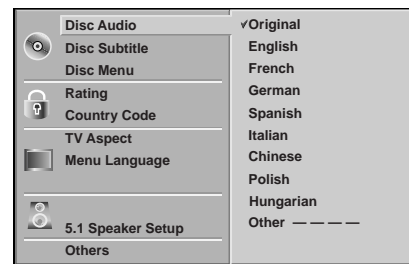 Disc Audio
Disc Subtitle
Disc Menu
Rating
Country Code
TV Aspect
Menu Language
5.1 Speaker Setup
Others
✓Original
English
French
German
Spanish
Italian
Chinese
Polish
Hungarian
Other — — — —